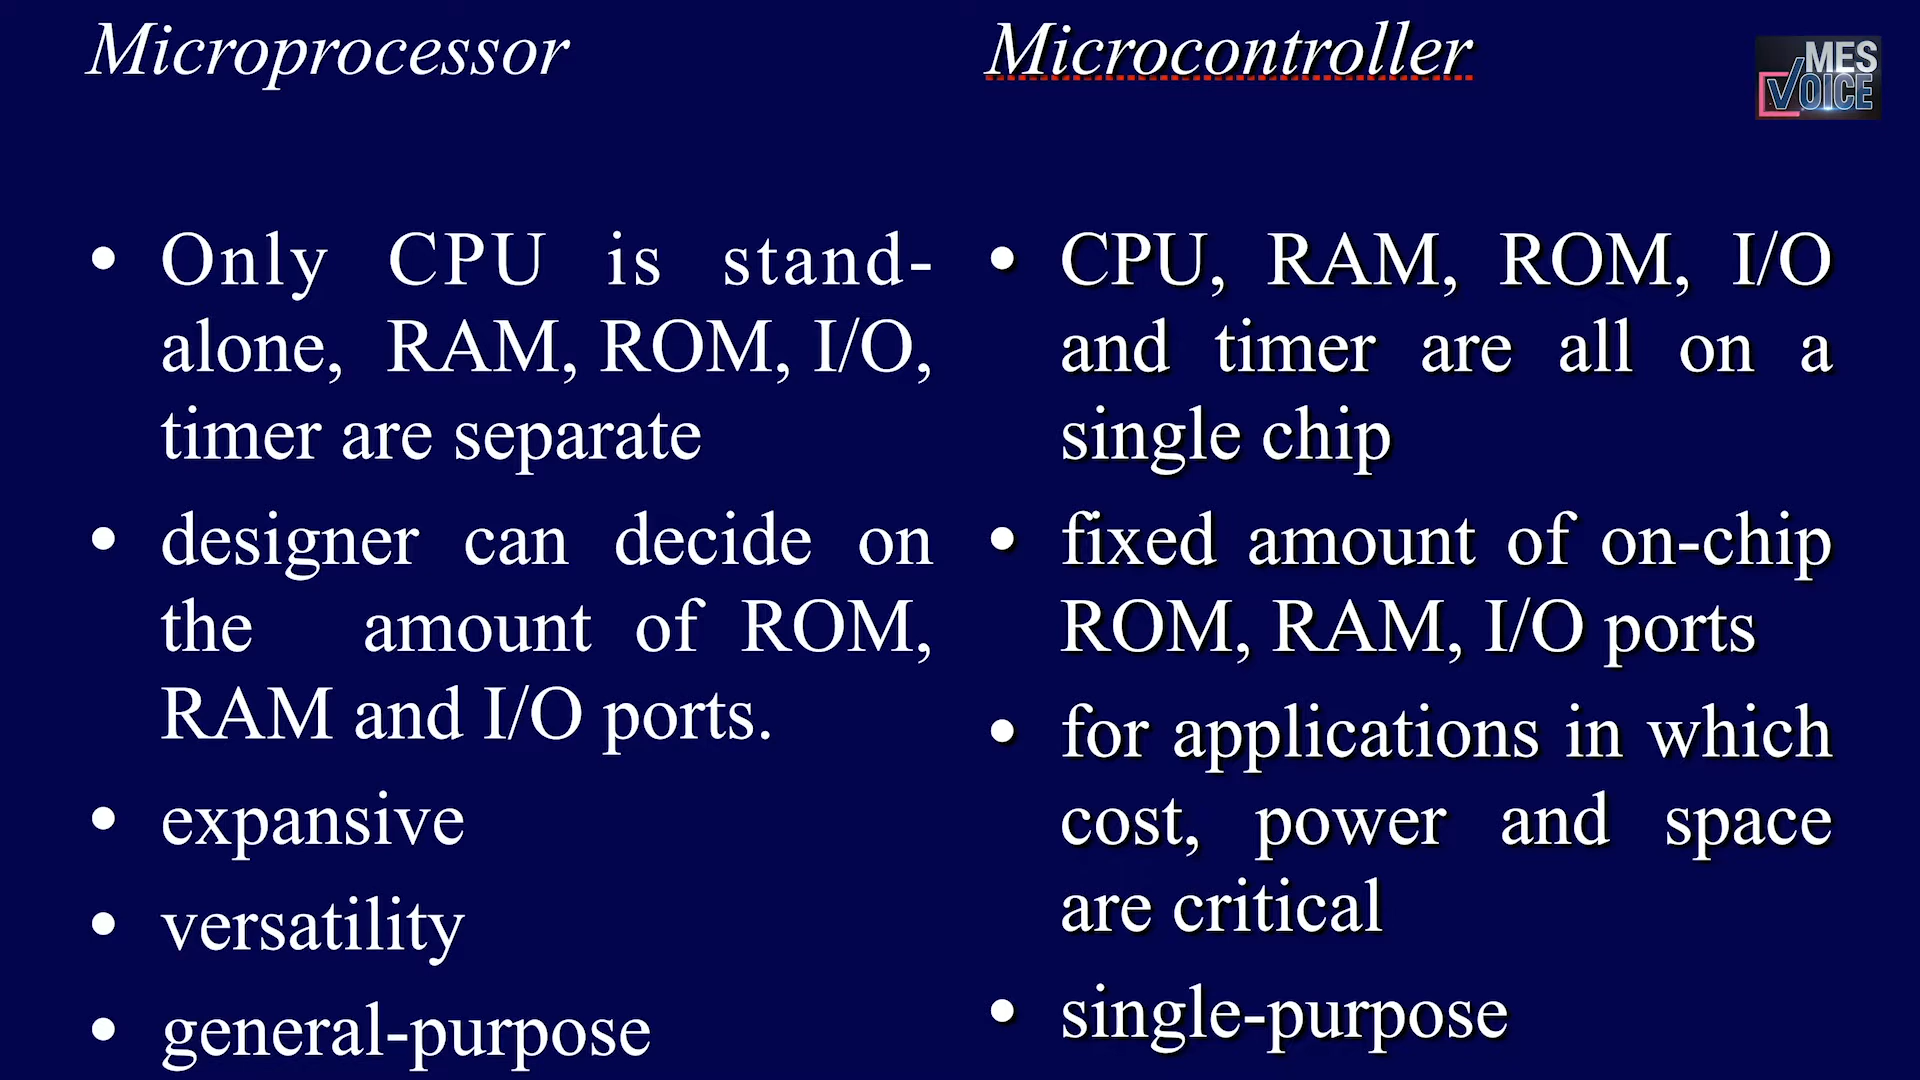 Microprocessor
Only CPU is stand-
alone, RAM, ROM, I/O,
timer are separate
designer can decide on
the amount of ROM,
RAM and I/O ports.
expansive
versatility
general-purpose
Microcontroller
CPU, RAM, ROM, I/O
and timer are all on a
single chip
fixed amount of on-chip
ROM, RAM, I/O ports
for applications in which
cost, power and space
are critical
single-purpose
MES
VOICE